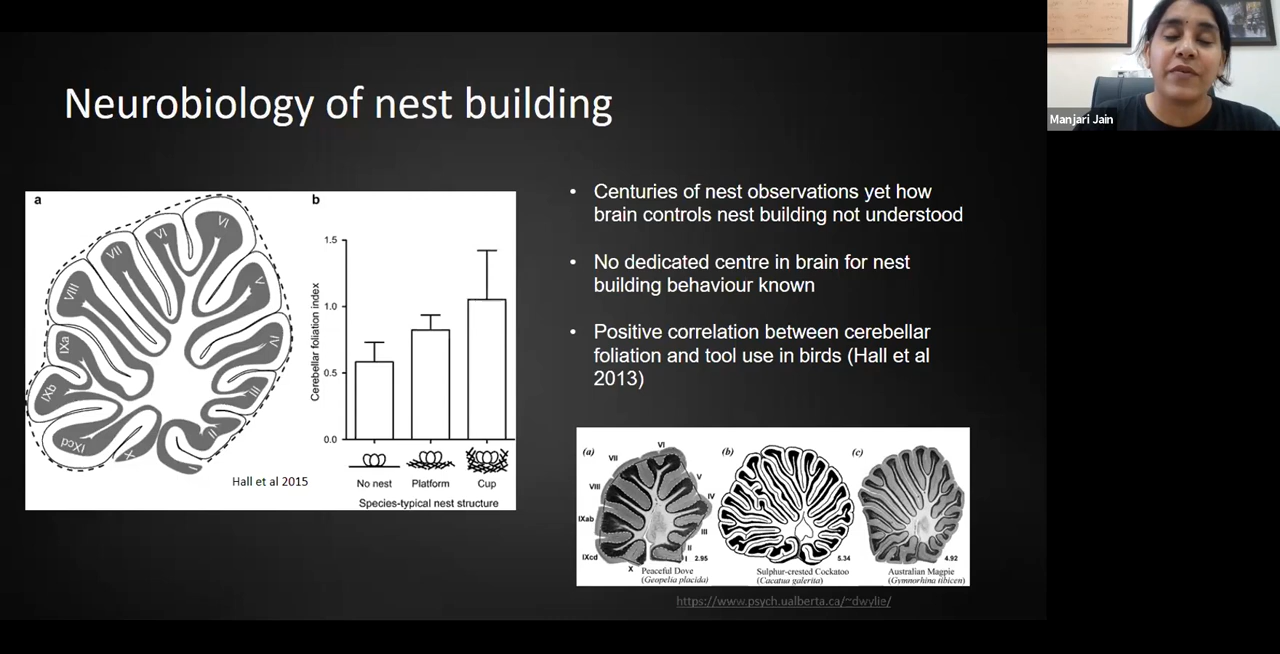 Neurobiology of nest building
Manjari Jain
a
VI
VI
VII
V
VIII
IV
IXa
III
IXb
II
IXcd
X
Hall et al 2015
b
Cerebellar foliation index
1.5
1.0
0.5
0.0
No nest
Platform
Cup
Species-typical nest structure
• Centuries of nest observations yet how
brain controls nest building not understood
• No dedicated centre in brain for nest
building behaviour known
• Positive correlation between cerebellar
foliation and tool use in birds (Hall et al
2013)
(a)
VI
VII
V
VIII
IV
IXab
III
II
IXcd
I
2.95
X
Peaceful Dove
(Geopelia placida)
(b)
5.34
Sulphur-crested Cockatoo
(Cacatua galerita)
(c)
4.92
Australian Magpie
(Gymnorhina tibicen)
https://www.psych.ualberta.ca/~dwylie/